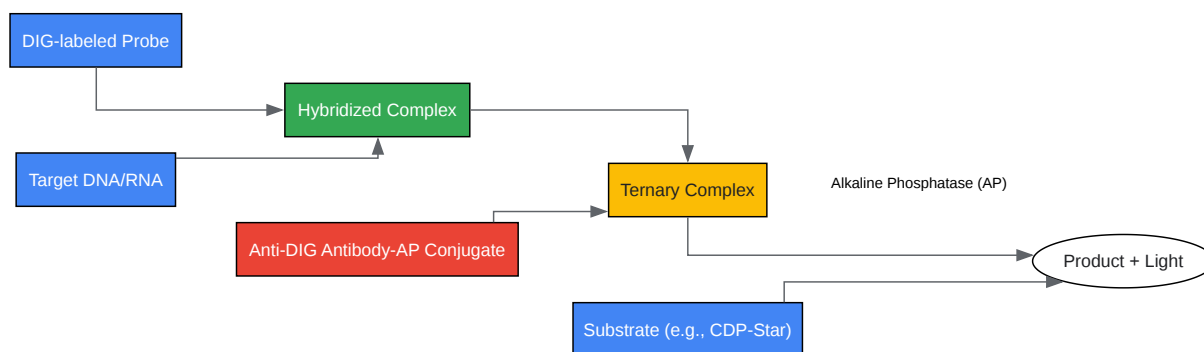 DIG-labeled Probe
Hybridized Complex
Target DNA/RNA
Ternary Complex
Alkaline Phosphatase (AP)
Anti-DIG Antibody-AP Conjugate
Product + Light
Substrate (e.g., CDP-Star)